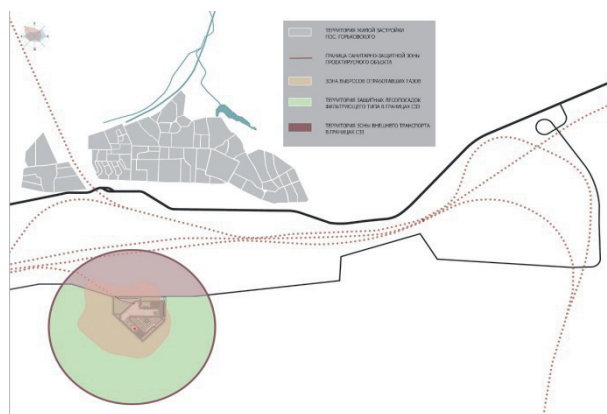 ТЕРРИТОРИЯ ЖИЛОЙ ЗАСТРОЙКИ
ПОС. ГОРЬКОВСКОГО
ГРАНИЦА САНИТАРНО-ЗАЩИТНОЙ ЗОНЫ
ПРОЕКТИРУЕМОГО ОБЪЕКТА
ЗОНА ВЫБРОСОВ ОТРАБОТАВШИХ ГАЗОВ
ТЕРРИТОРИЯ ЗАЩИТНЫХ ЛЕСОПОСАДОК
ФИЛЬТРУЮЩЕГО ТИПА В ГРАНИЦАХ СЗЗ
ТЕРРИТОРИЯ ЗОНЫ ВНЕШНЕГО ТРАНСПОРТА
В ГРАНИЦАХ СЗЗ